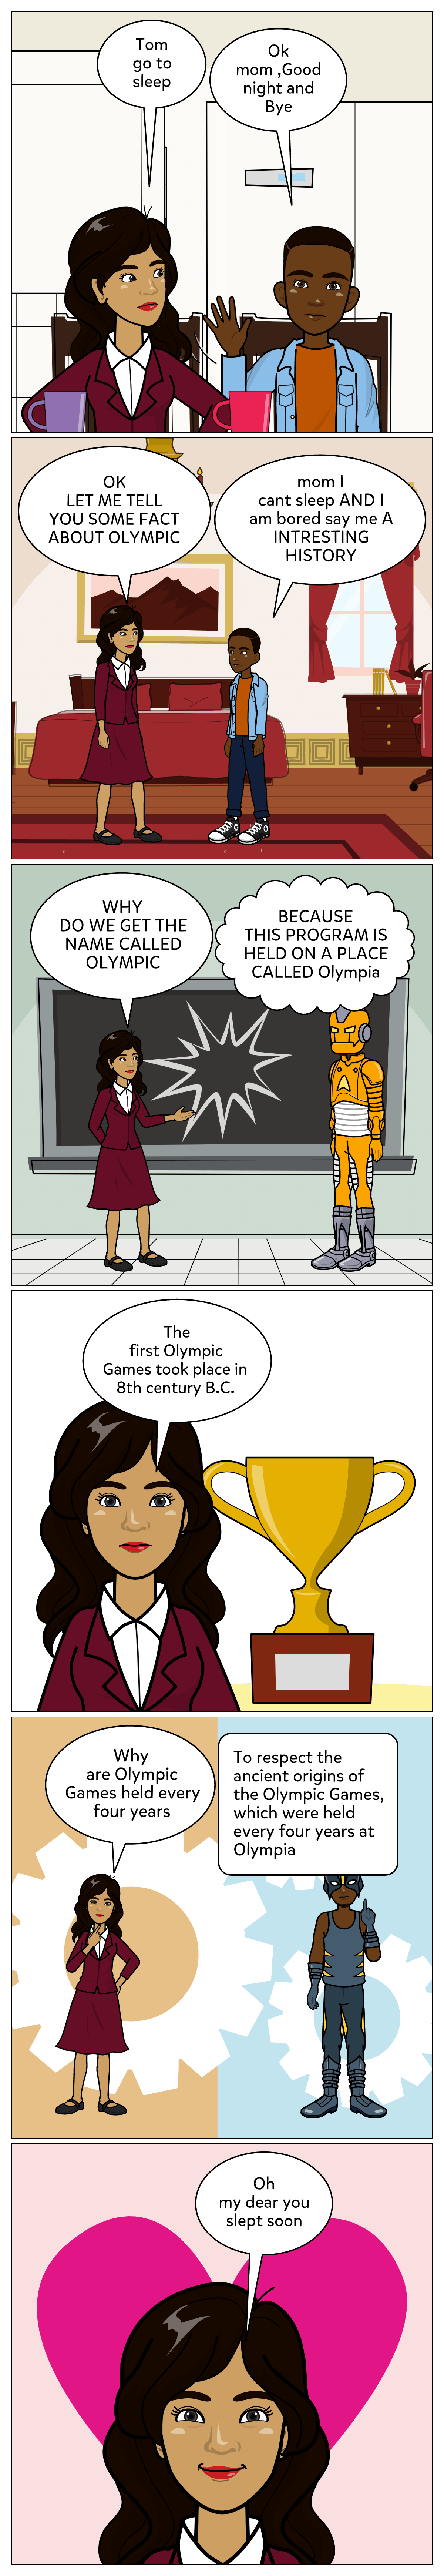 Tom
go to
sleep
Ok
mom ,Good
night and
Bye
OK
LET ME TELL
YOU SOME FACT
ABOUT OLYMPIC
mom I
cant sleep AND I
am bored say me A
INTRESTING
HISTORY
WHY
DO WE GET THE
NAME CALLED
OLYMPIC
BECAUSE
THIS PROGRAM IS
HELD ON A PLACE
CALLED Olympia
The
first Olympic
Games took place in
8th century B.C.
Why
are Olympic
Games held every
four years
To respect the
ancient origins of
the Olympic Games,
which were held
every four years at
Olympia
Oh
my dear you
slept soon